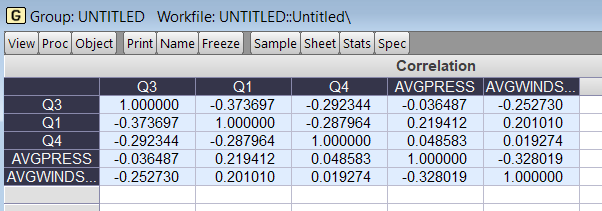 G Group: UNTITLED Workfile: UNTITLED::Untitled\
View Proc Object Print Name Freeze Sample Sheet Stats Spec
Correlation
Q3 Q1 Q4 AVGPRESS AVGWINDS...
Q3 1.000000 -0.373697 -0.292344 -0.036487 -0.252730
Q1 -0.373697 1.000000 -0.287964 0.219412 0.201010
Q4 -0.292344 -0.287964 1.000000 0.048583 0.019274
AVGPRESS -0.036487 0.219412 0.048583 1.000000 -0.328019
AVGWINDS... -0.252730 0.201010 0.019274 -0.328019 1.000000